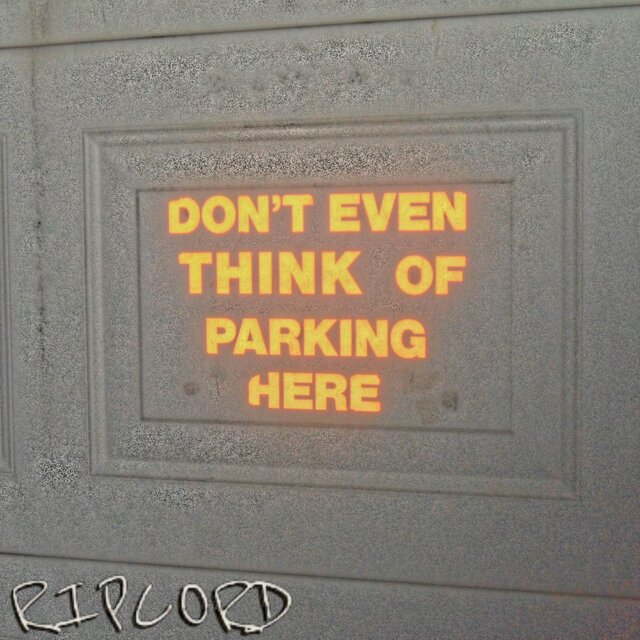 DON'T EVEN
THINK OF
PARKING
HERE
RIPCORD